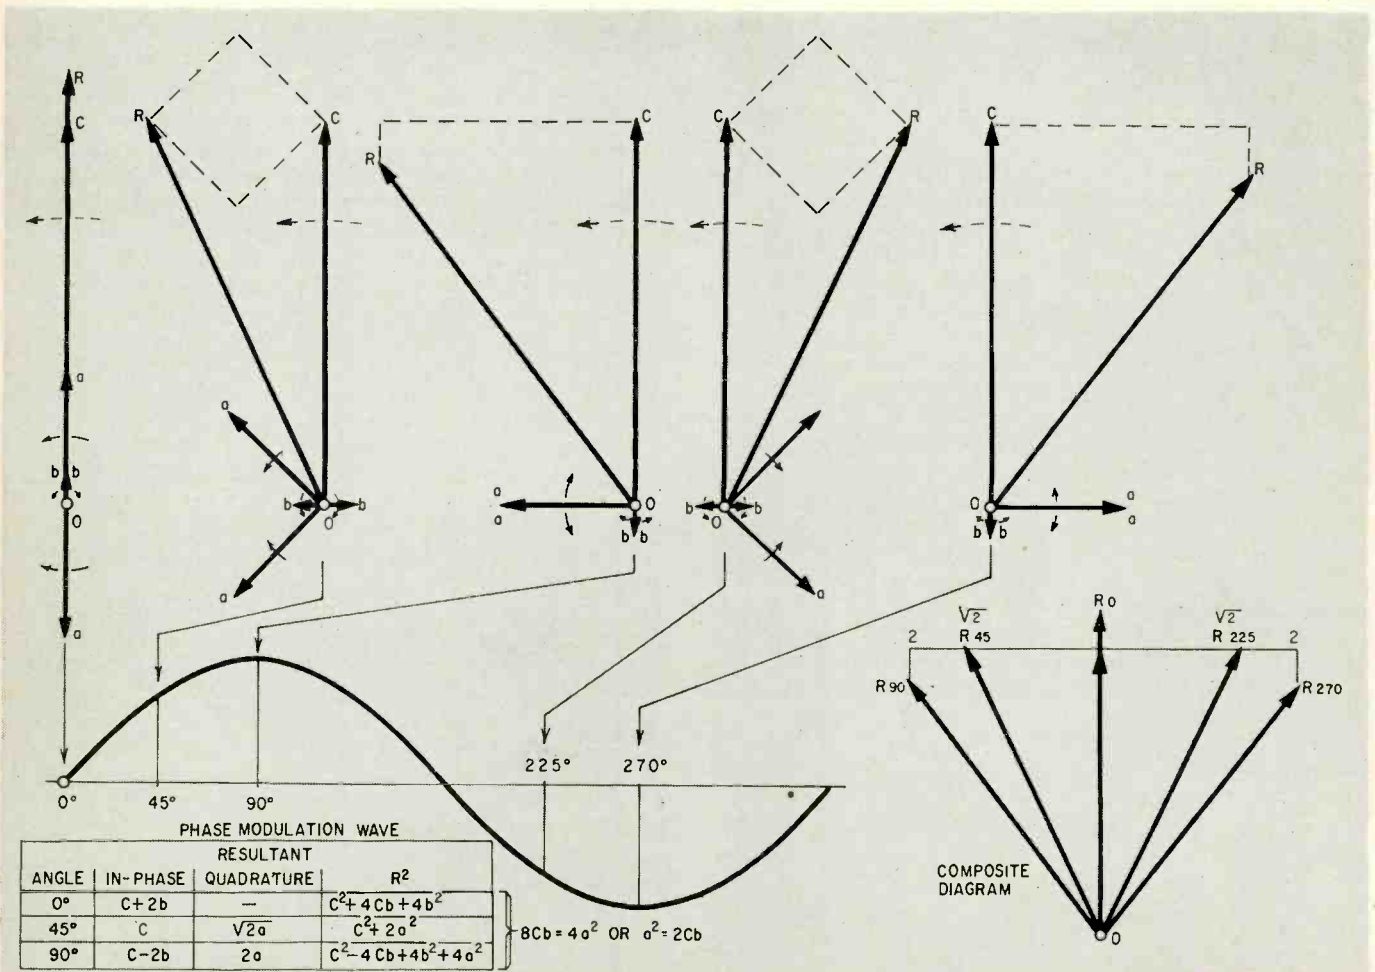 R
C
a
b b
O
a
R
C
a
b b
O
a
R
C
a
a
O
b b
C
R
b b
O
a
C
R
O
a
a
b b
0°
45°
90°
225°
270°
PHASE MODULATION WAVE
RESULTANT
ANGLE IN-PHASE QUADRATURE R²
0° C+2b — C²+4Cb+4b²
45° C √2a C²+2a²
90° C-2b 2a C²-4Cb+4b²+4a²
8Cb=4a² OR a²=2Cb
R0
√2 √2
2 R 45 R 225 2
R90 R270
COMPOSITE
DIAGRAM
O